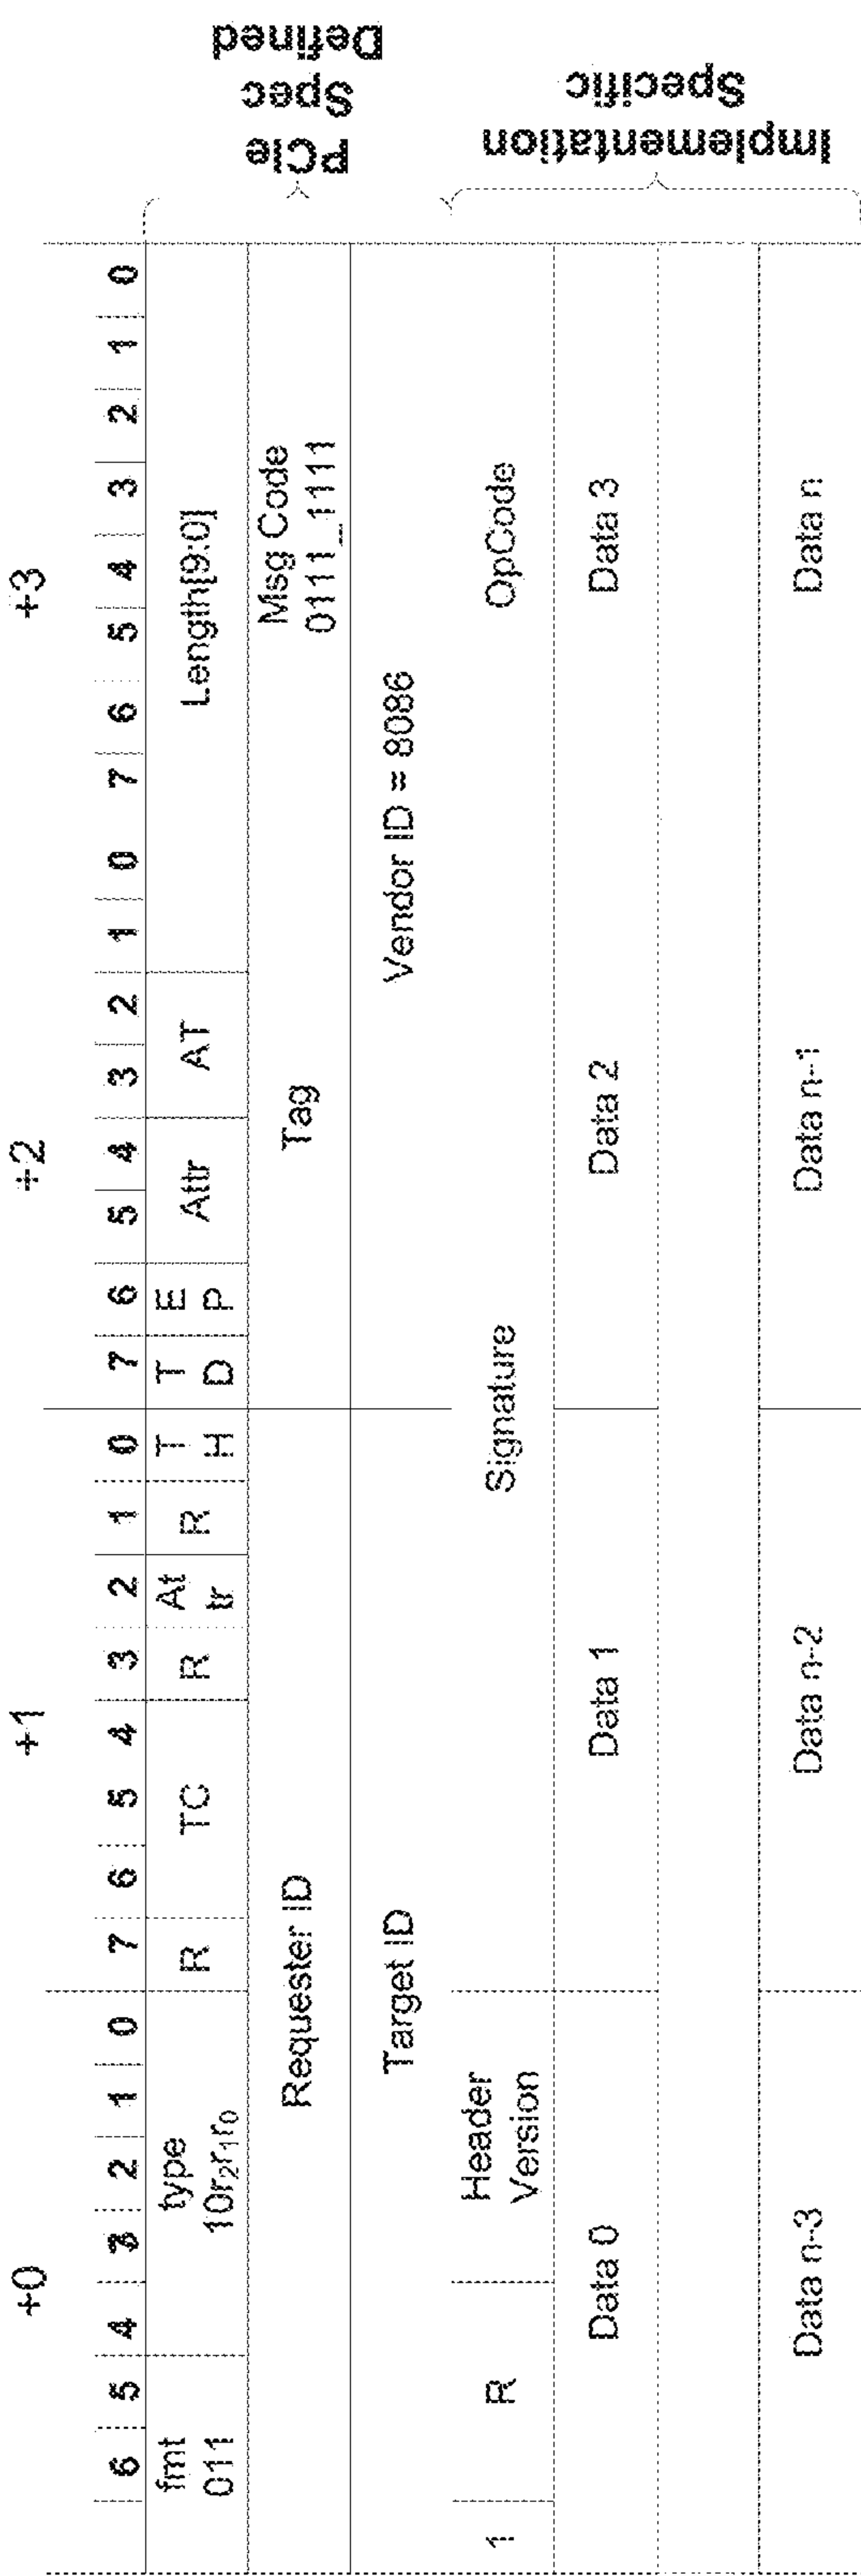 +0 +1 +2 +3
6 5 4 3 2 1 0 7 6 5 4 3 2 1 0 7 6 5 4 3 2 1 0 7 6 5 4 3 2 1 0
fmt
011
type
10r₂r₁r₀
R
TC
R
At
tr
R
T
H
T
D
E
P
Attr
AT
Length[9:0]
Requester ID
Tag
Msg Code
0111_1111
Target ID
Vendor ID = 8086
1
R
Header
Version
Signature
OpCode
Data 0
Data 1
Data 2
Data 3
Data n-3
Data n-2
Data n-1
Data n
PCIe
Spec
Defined
Implementation
Specific